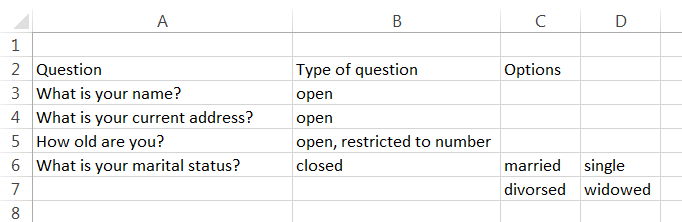 A B C D
1
2 Question Type of question Options
3 What is your name? open
4 What is your current address? open
5 How old are you? open, restricted to number
6 What is your marital status? closed married single
7 divorsed widowed
8